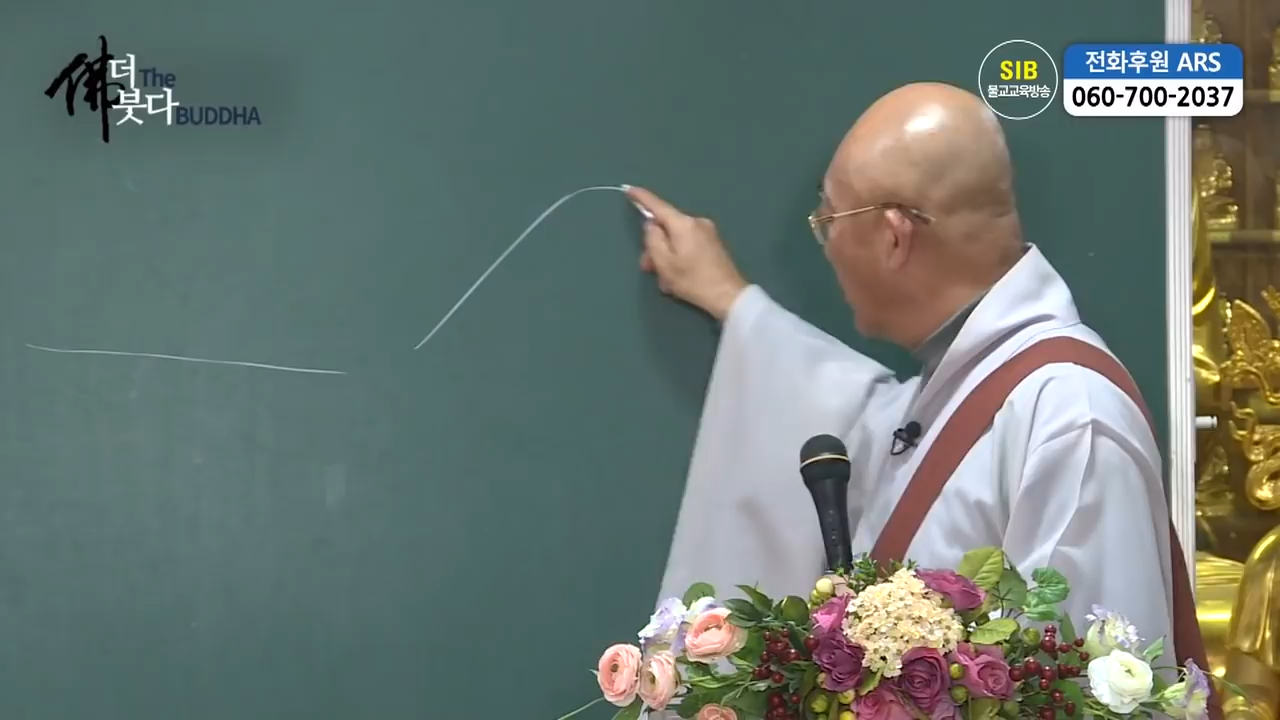 佛
더 The
붓다 BUDDHA
SIB
불교교육방송
전화후원 ARS
060-700-2037